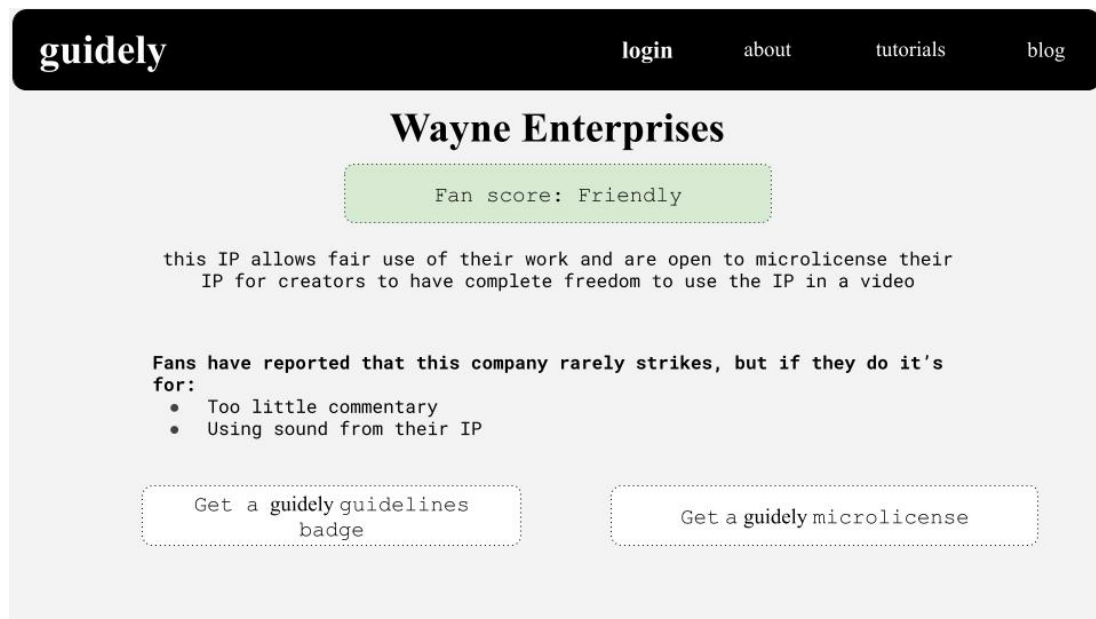 guidely
login about tutorials blog
Wayne Enterprises
Fan score: Friendly
this IP allows fair use of their work and are open to microlicense their
IP for creators to have complete freedom to use the IP in a video
Fans have reported that this company rarely strikes, but if they do it’s
for:
● Too little commentary
● Using sound from their IP
Get a guidely guidelines
badge
Get a guidely microlicense